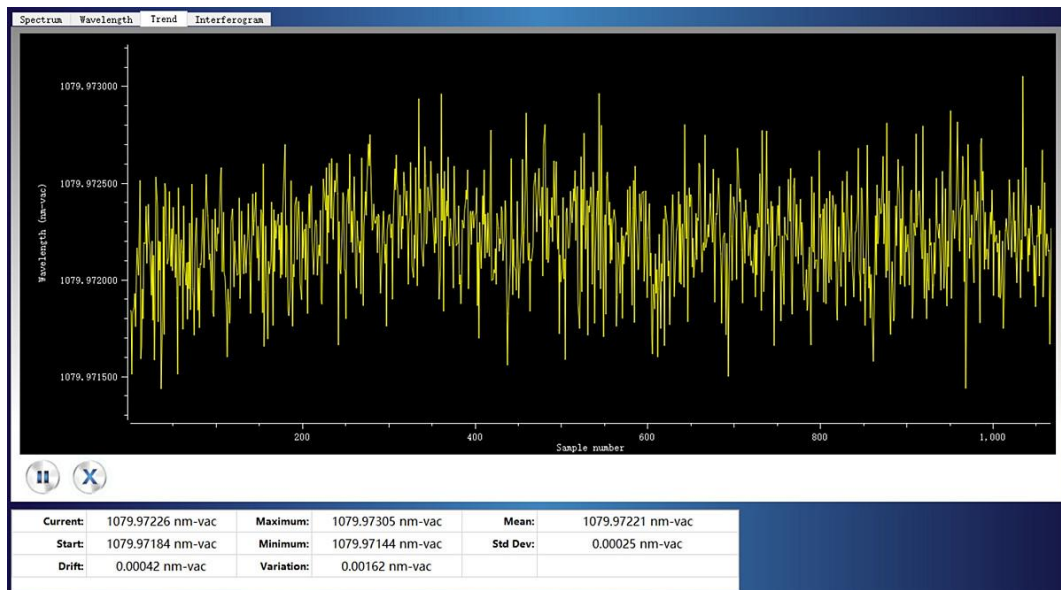 Spectrum Wavelength Trend Interferogram
1079.973000
1079.972500
Wavelength (nm-vac)
1079.972000
1079.971500
200 400 600 800 1.000
Sample number
Current: 1079.97226 nm-vac Maximum: 1079.97305 nm-vac Mean: 1079.97221 nm-vac
Start: 1079.97184 nm-vac Minimum: 1079.97144 nm-vac Std Dev: 0.00025 nm-vac
Drift: 0.00042 nm-vac Variation: 0.00162 nm-vac